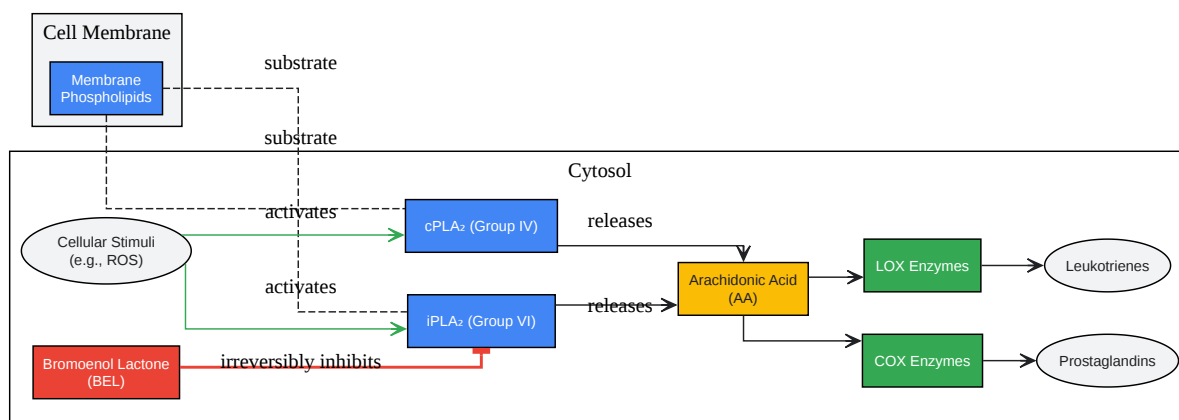 Cell Membrane
Membrane
Phospholipids
substrate
substrate
Cytosol
activates
cPLA₂ (Group IV)
releases
Cellular Stimuli
(e.g., ROS)
activates
iPLA₂ (Group VI)
releases
Arachidonic Acid
(AA)
LOX Enzymes
Leukotrienes
Bromoenol Lactone
(BEL)
irreversibly inhibits
COX Enzymes
Prostaglandins